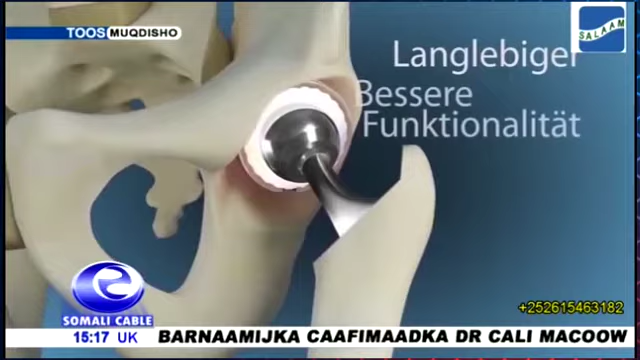 TOOS MUQDISHO
SALAAM
Langlebiger
Bessere
Funktionalität
+252615463182
SOMALI CABLE
15:17 UK
BARNAAMIJKA CAAFIMAADKA DR CALI MACOOW